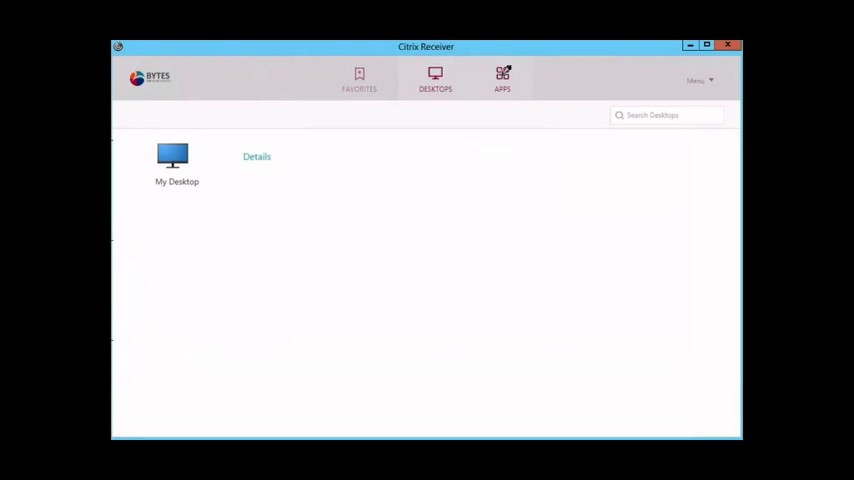 Citrix Receiver
BYTES
FAVORITES
DESKTOPS
APPS
Menu
Search Desktops
Details
My Desktop